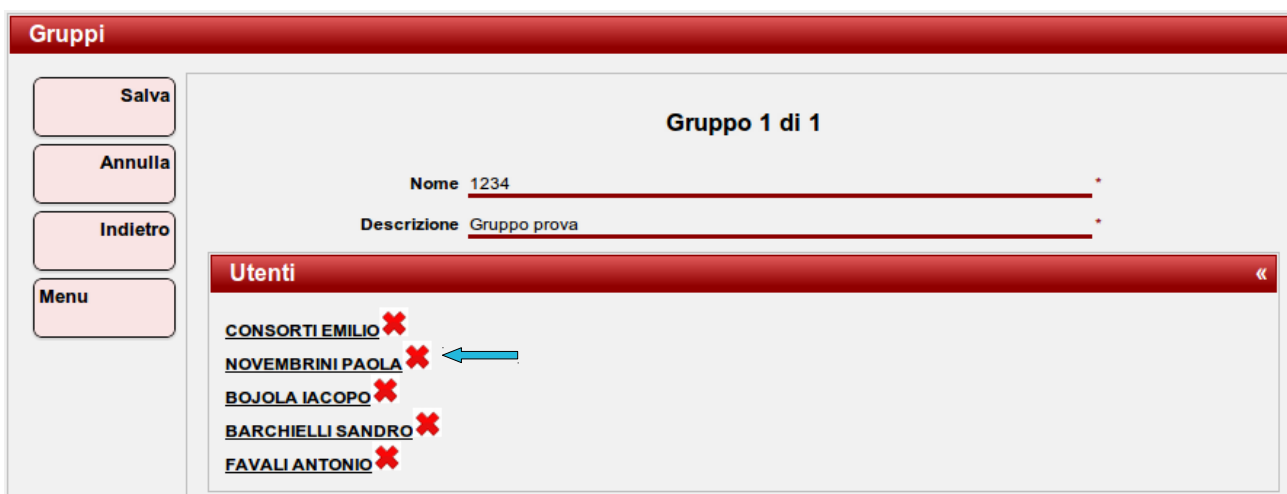 Gruppi
Salva
Annulla
Indietro
Menu
Gruppo 1 di 1
Nome 1234 *
Descrizione Gruppo prova *
Utenti «
CONSORTI EMILIO
NOVEMBRINI PAOLA
BOJOLA IACOPO
BARCHIELLI SANDRO
FAVALI ANTONIO